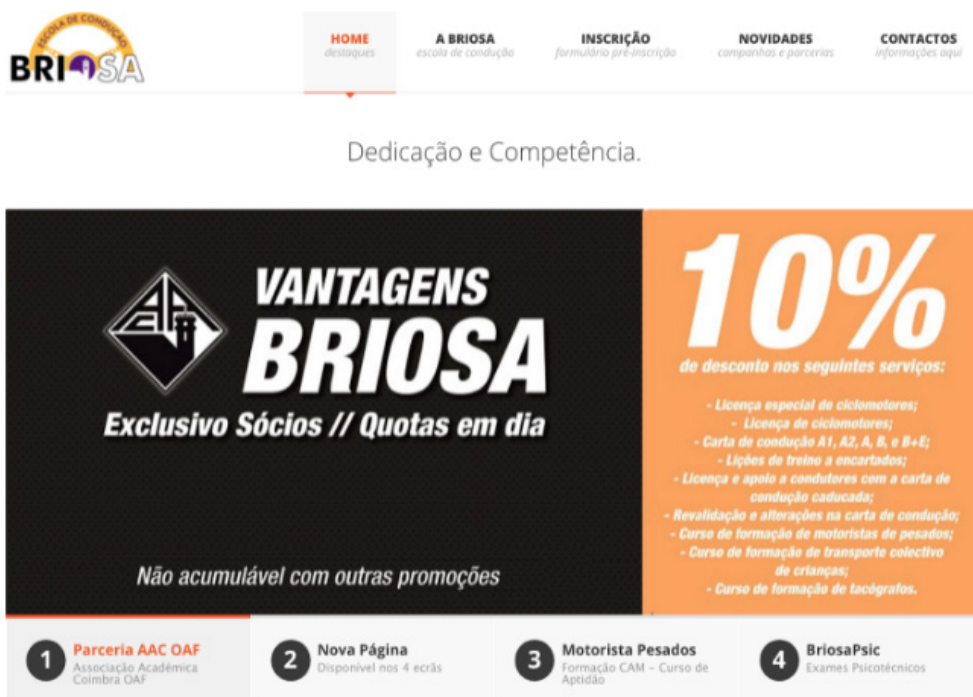 ESCOLA DE CONDUÇÃO
BRIOSA
HOME
destaques
A BRIOSA
escola de condução
INSCRIÇÃO
formulário pré-inscrição
NOVIDADES
campanhas e parcerias
CONTACTOS
informações aqui
Dedicação e Competência.
VANTAGENS
BRIOSA
Exclusivo Sócios // Quotas em dia
Não acumulável com outras promoções
10%
de desconto nos seguintes serviços:
- Licença especial de ciclomotores;
- Licença de ciclomotores;
- Carta de condução A1, A2, A, B, e B+E;
- Lições de treino a encartados;
- Licença e apoio a condutores com a carta de
condução caducada;
- Revalidação e alterações na carta de condução;
- Curso de formação de motoristas de pesados;
- Curso de formação de transporte colectivo
de crianças;
- Curso de formação de tacógrafos.
1
Parceria AAC OAF
Associação Académica
Coimbra OAF
2
Nova Página
Disponível nos 4 ecrãs
3
Motorista Pesados
Formação CAM – Curso de
Aptidão
4
BriosaPsic
Exames Psicotécnicos